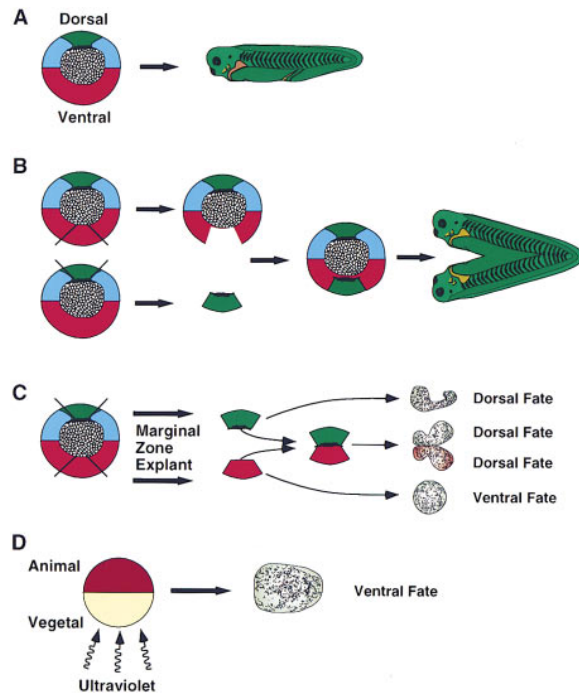 A
Dorsal
Ventral
B
C
Marginal
Zone
Explant
Dorsal Fate
Dorsal Fate
Dorsal Fate
Ventral Fate
D
Animal
Vegetal
Ultraviolet
Ventral Fate